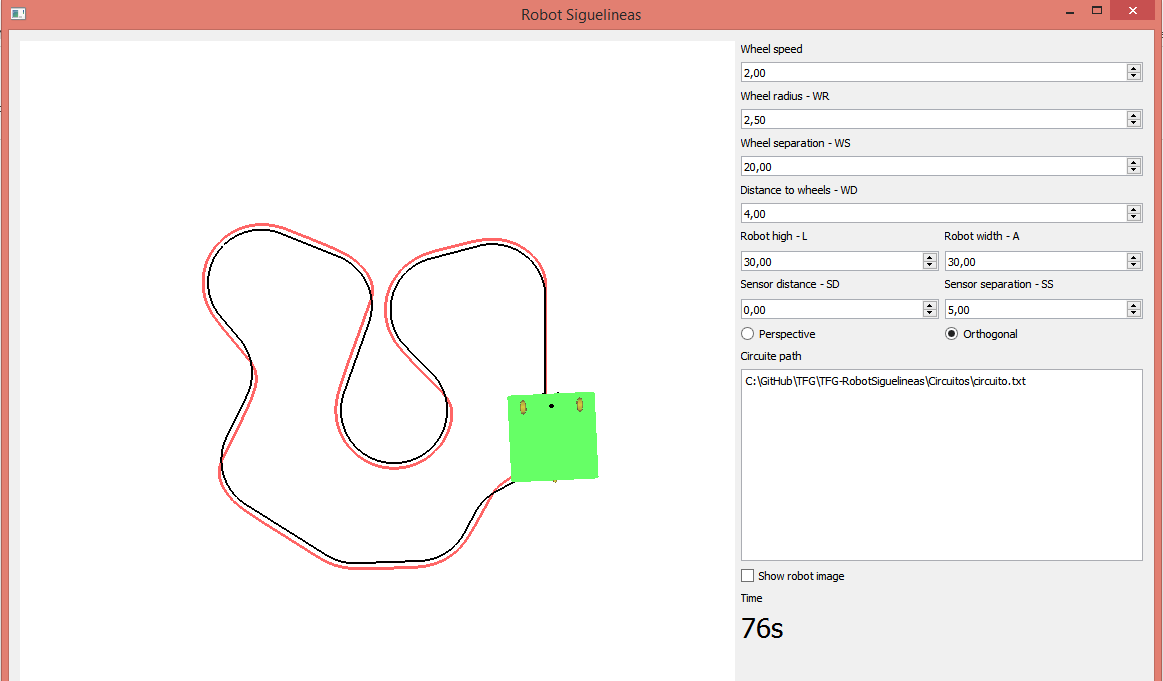 Robot Siguelineas
Wheel speed
2,00
Wheel radius - WR
2,50
Wheel separation - WS
20,00
Distance to wheels - WD
4,00
Robot high - L Robot width - A
30,00 30,00
Sensor distance - SD Sensor separation - SS
0,00 5,00
Perspective Orthogonal
Circuite path
C:\GitHub\TFG\TFG-RobotSiguelineas\Circuitos\circuito.txt
Show robot image
Time
76s